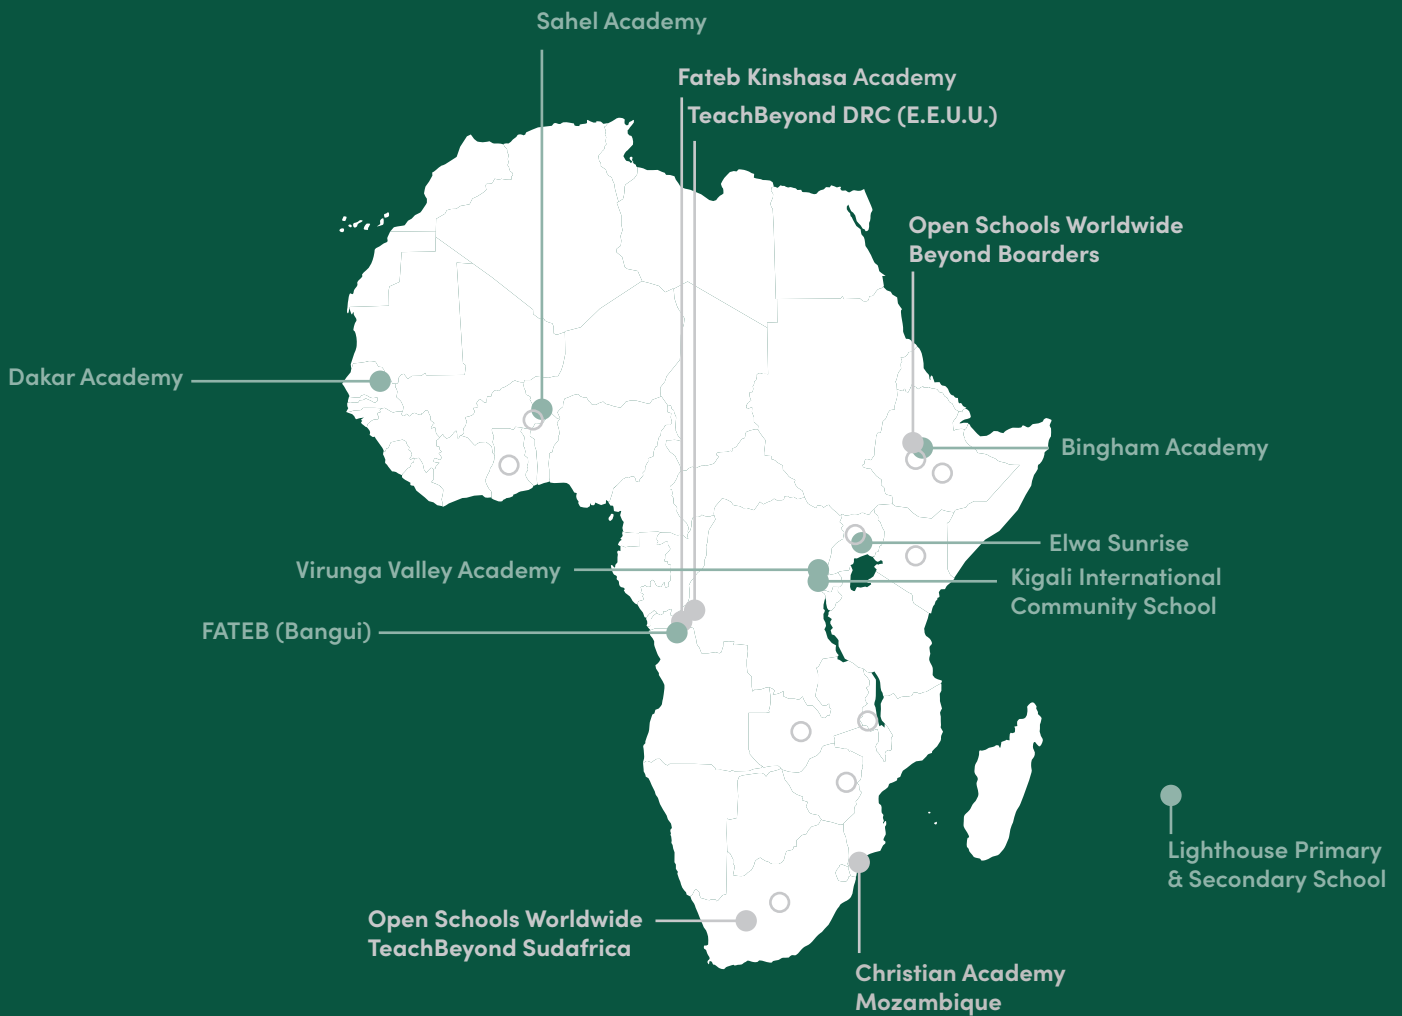 Sahel Academy
Fateb Kinshasa Academy
TeachBeyond DRC (E.E.U.U.)
Open Schools Worldwide
Beyond Boarders
Dakar Academy
Bingham Academy
Elwa Sunrise
Virunga Valley Academy
Kigali International
Community School
FATEB (Bangui)
Lighthouse Primary
& Secondary School
Open Schools Worldwide
TeachBeyond Sudafrica
Christian Academy
Mozambique